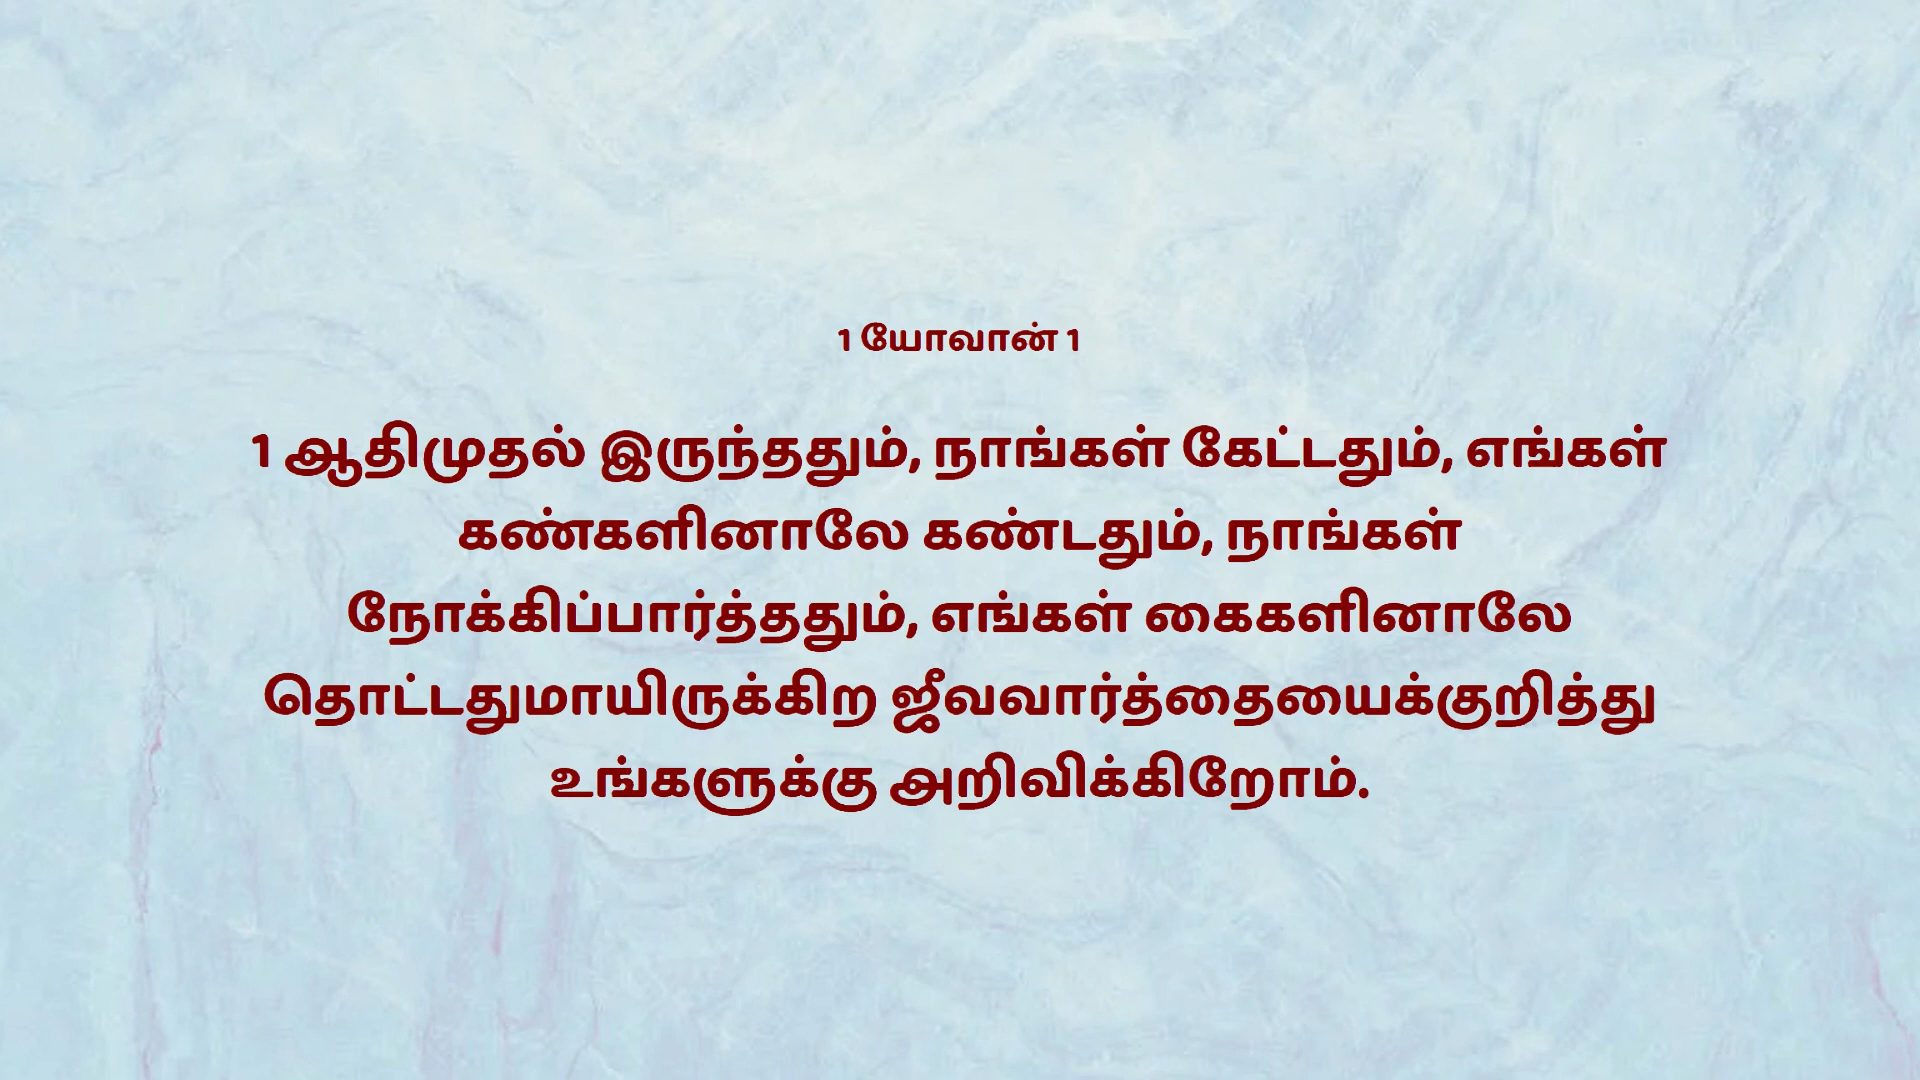 1 யோவான் 1
1 ஆதிமுதல் இருந்ததும், நாங்கள் கேட்டதும், எங்கள்
கண்களினாலே கண்டதும், நாங்கள்
நோக்கிப்பார்த்ததும், எங்கள் கைகளினாலே
தொட்டதுமாயிருக்கிற ஜீவவார்த்தையைக்குறித்து
உங்களுக்கு அறிவிக்கிறோம்.